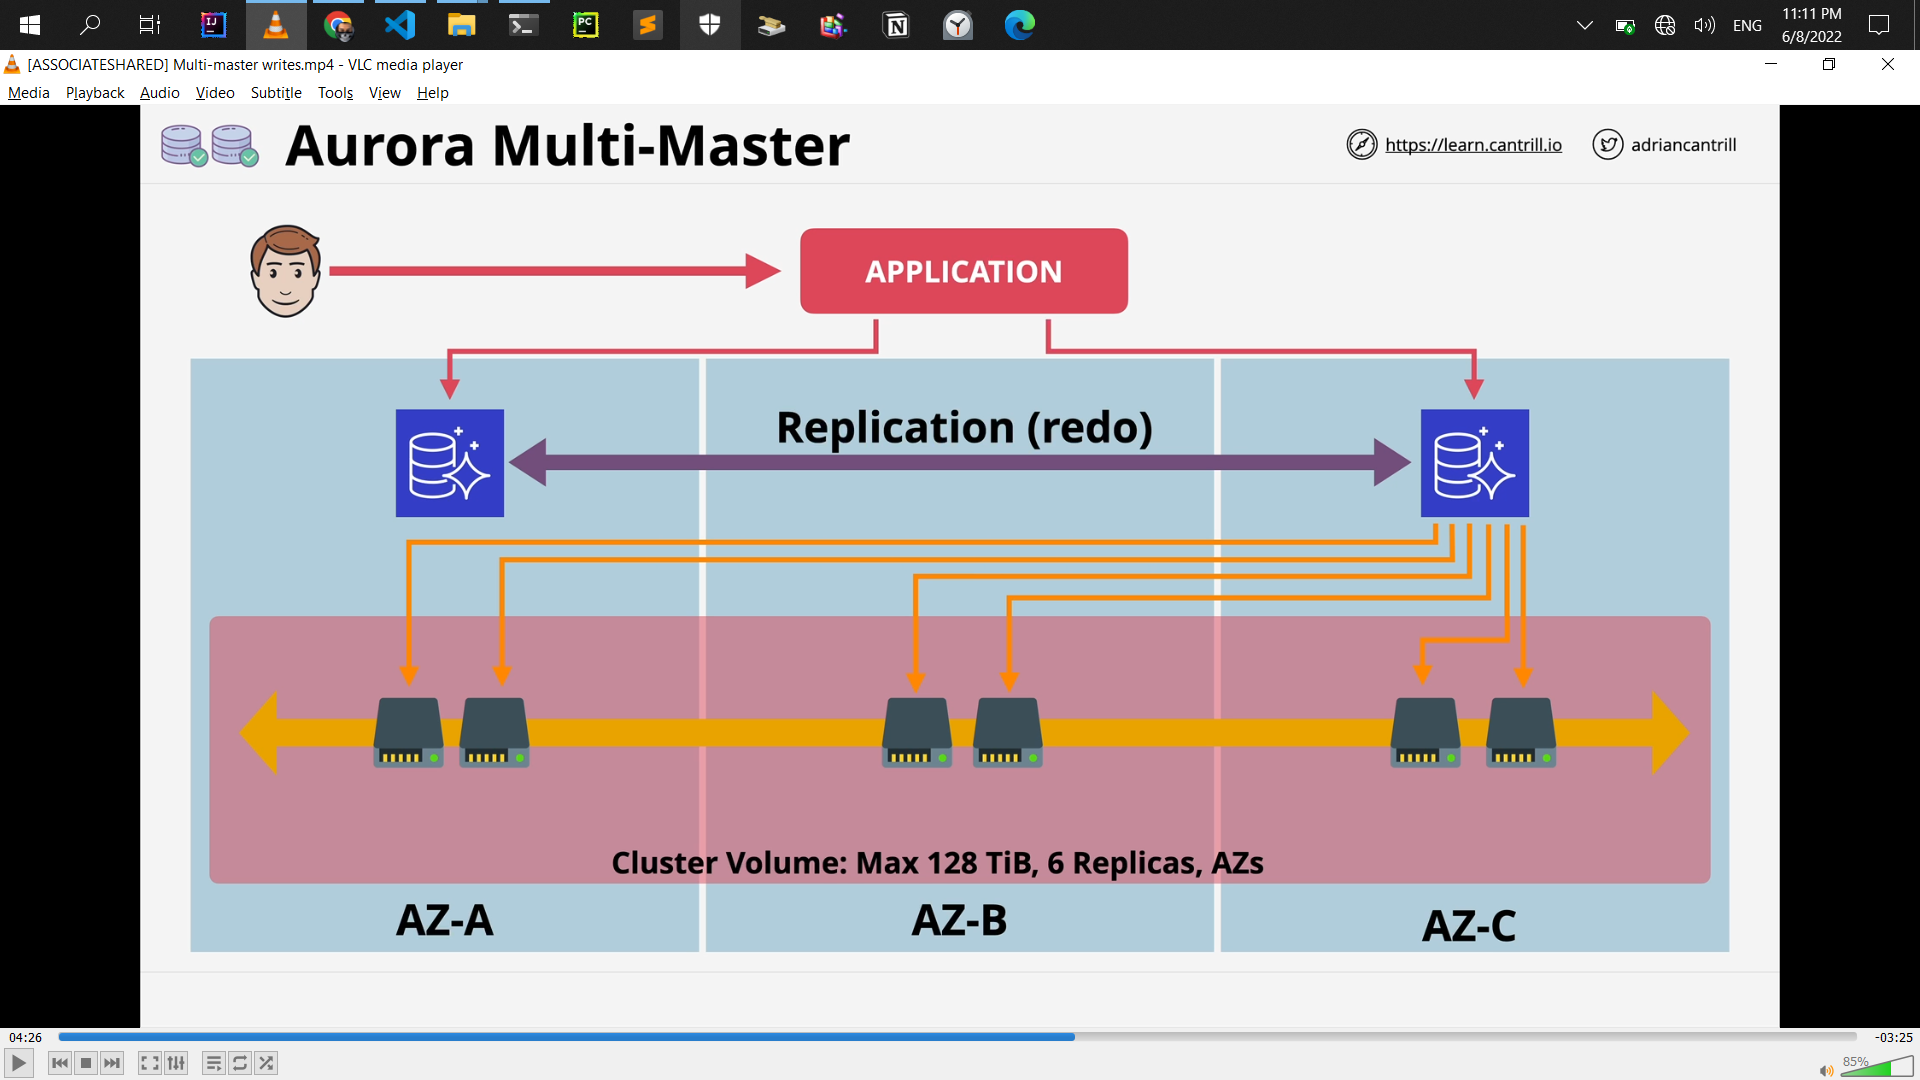 IJ
PC
N
ENG
11:11 PM
6/8/2022
[ASSOCIATESHARED] Multi-master writes.mp4 - VLC media player
Media Playback Audio Video Subtitle Tools View Help
Aurora Multi-Master
https://learn.cantrill.io
adriancantrill
APPLICATION
Replication (redo)
Cluster Volume: Max 128 TiB, 6 Replicas, AZs
AZ-A
AZ-B
AZ-C
04:26
-03:25
85%